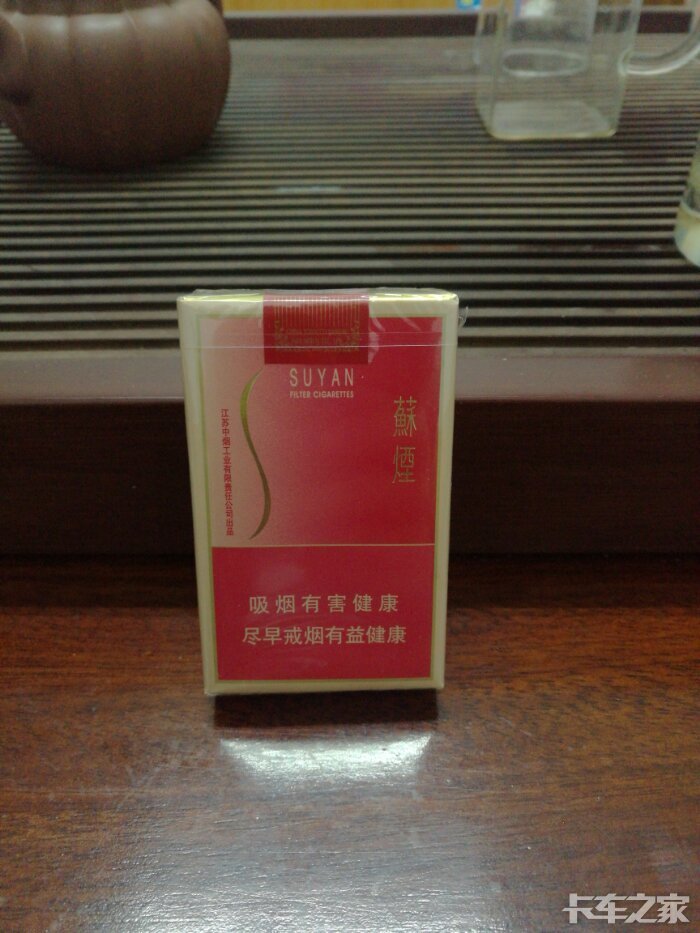 SUYAN
FILTER CIGARETTES
蘇煙
江苏中烟工业有限责任公司出品
吸烟有害健康
尽早戒烟有益健康
卡车之家